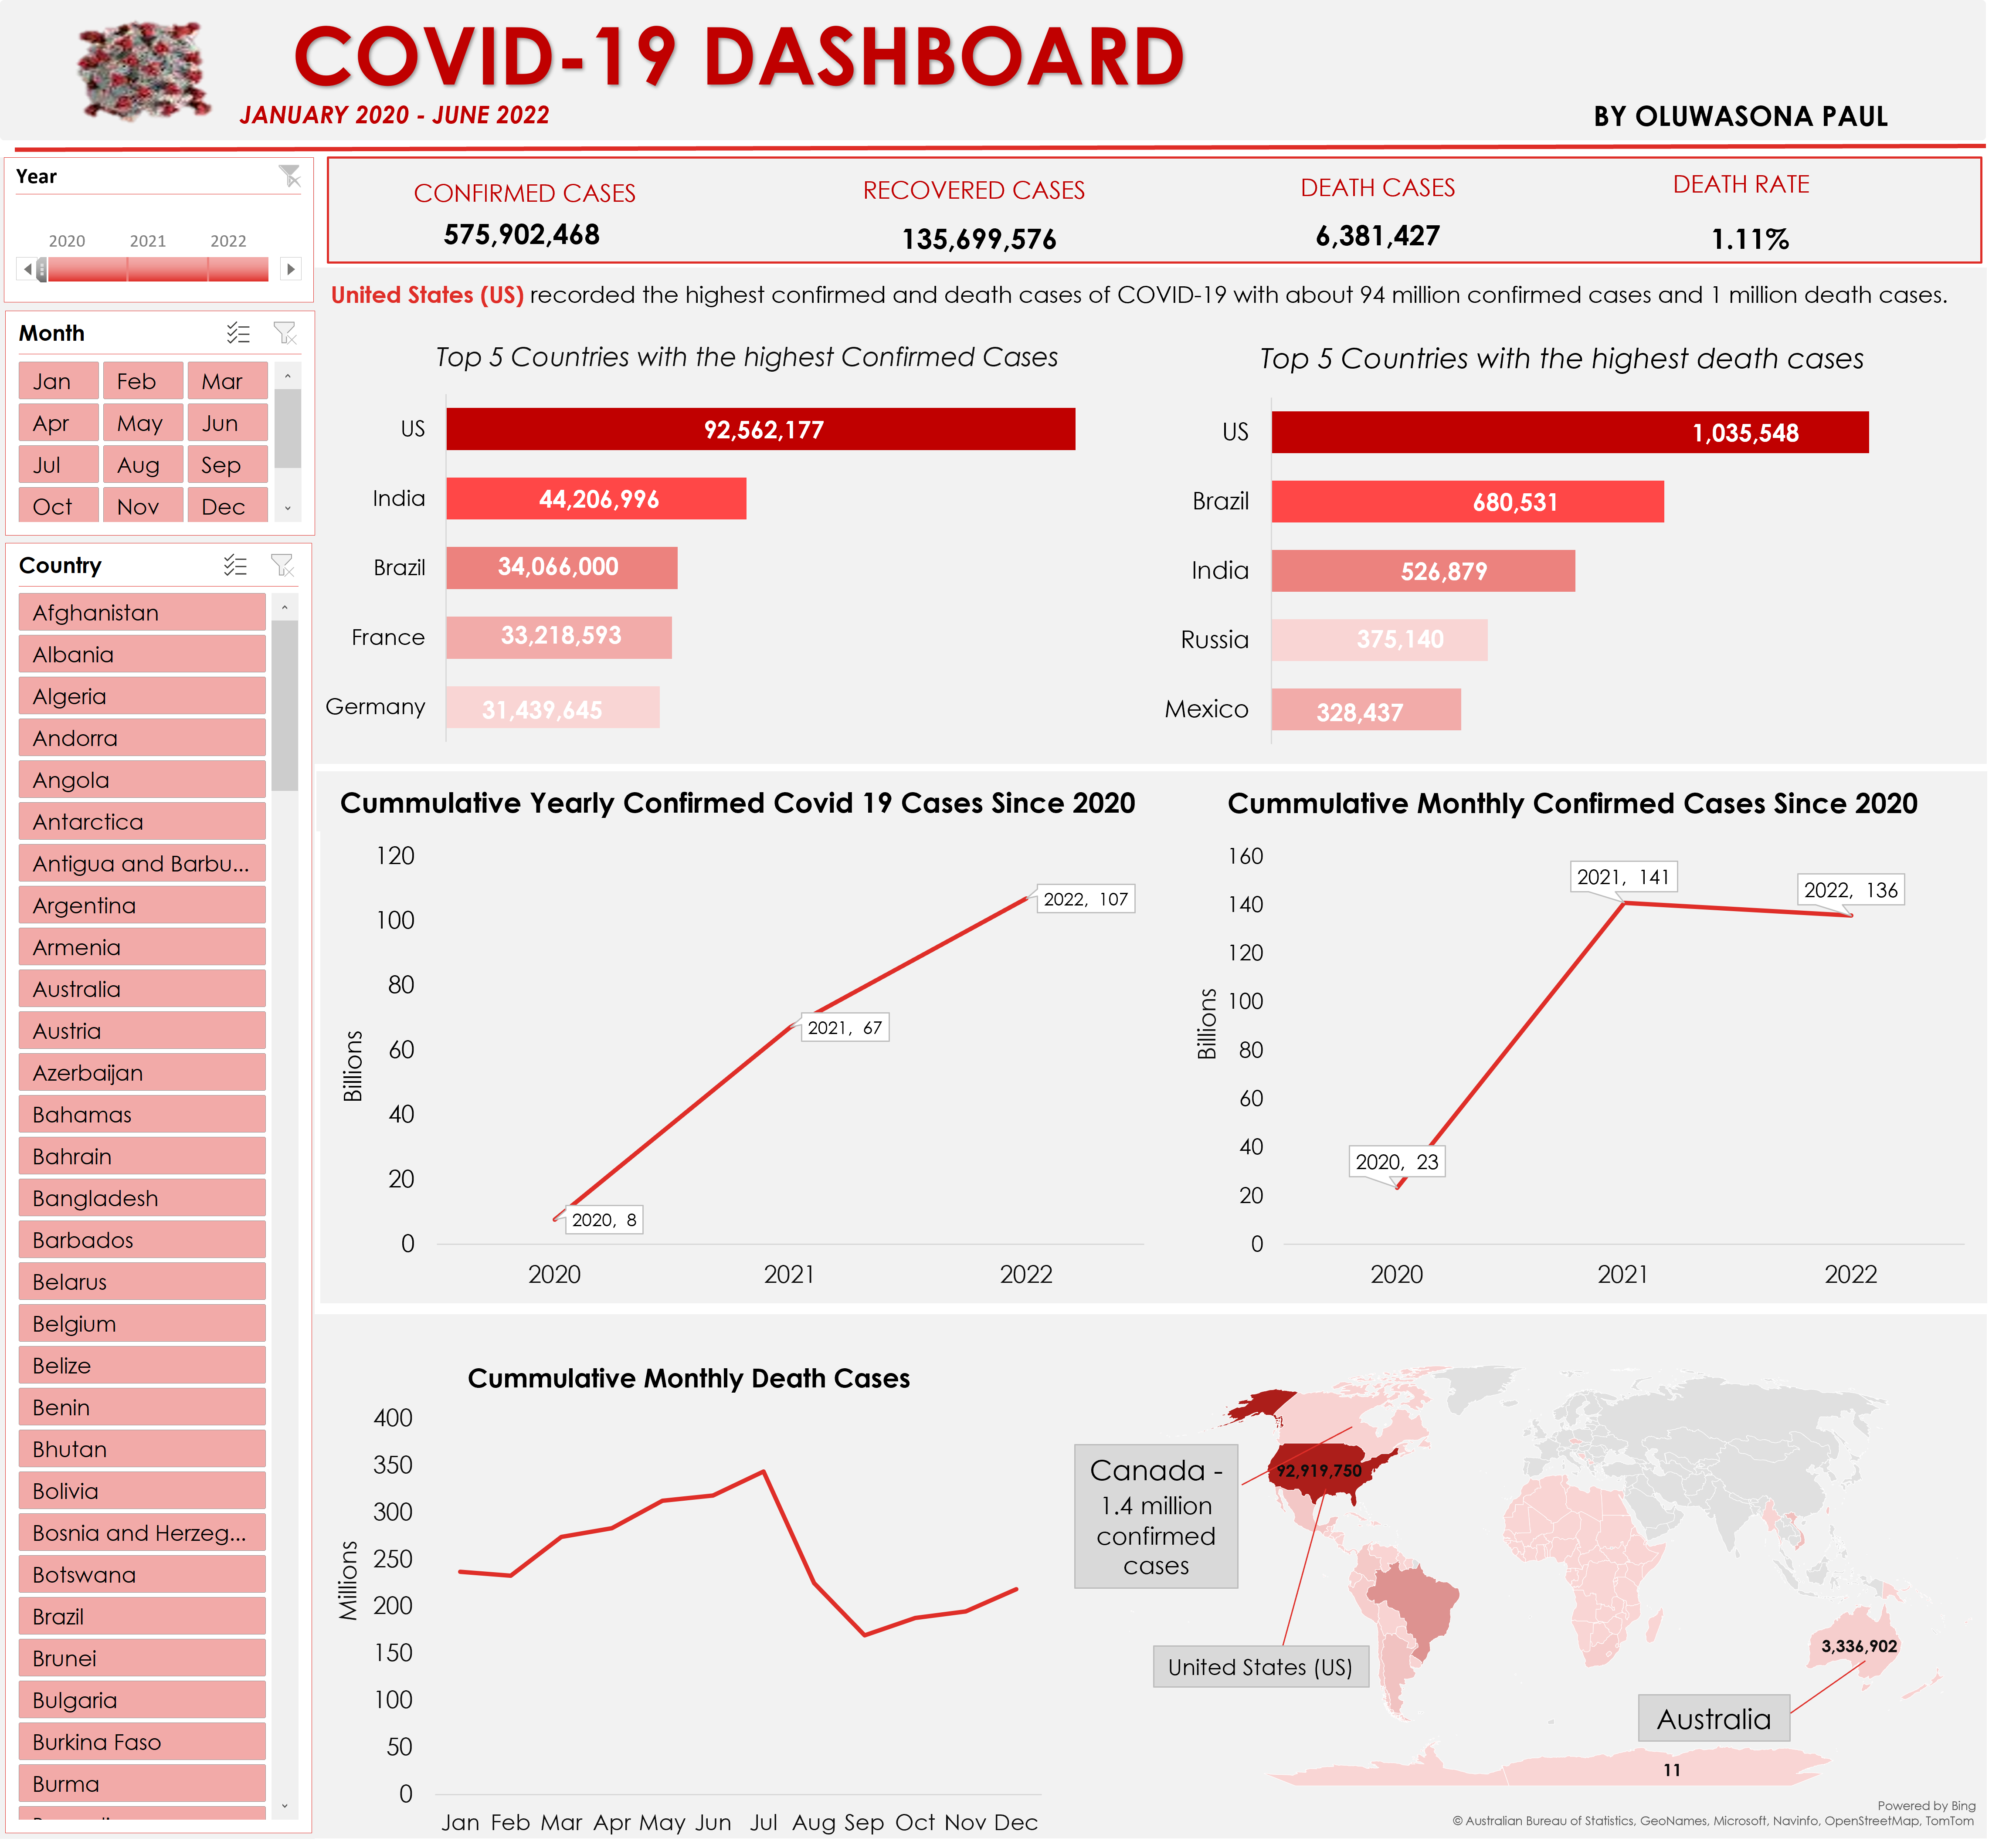 COVID-19 DASHBOARD
JANUARY 2020 - JUNE 2022
BY OLUWASONA PAUL
Year
2020 2021 2022
Month
Jan Feb Mar
Apr May Jun
Jul Aug Sep
Oct Nov Dec
Country
Afghanistan
Albania
Algeria
Andorra
Angola
Antarctica
Antigua and Barbu...
Argentina
Armenia
Australia
Austria
Azerbaijan
Bahamas
Bahrain
Bangladesh
Barbados
Belarus
Belgium
Belize
Benin
Bhutan
Bolivia
Bosnia and Herzeg...
Botswana
Brazil
Brunei
Bulgaria
Burkina Faso
Burma
CONFIRMED CASES
575,902,468
RECOVERED CASES
135,699,576
DEATH CASES
6,381,427
DEATH RATE
1.11%
United States (US) recorded the highest confirmed and death cases of COVID-19 with about 94 million confirmed cases and 1 million death cases.
Top 5 Countries with the highest Confirmed Cases
US 92,562,177
India 44,206,996
Brazil 34,066,000
France 33,218,593
Germany 31,439,645
Top 5 Countries with the highest death cases
US 1,035,548
Brazil 680,531
India 526,879
Russia 375,140
Mexico 328,437
Cummulative Yearly Confirmed Covid 19 Cases Since 2020
Billions
120
100
80
60
40
20
0
2022, 107
2021, 67
2020, 8
2020 2021 2022
Cummulative Monthly Confirmed Cases Since 2020
Billions
160
140
120
100
80
60
40
20
0
2021, 141
2022, 136
2020, 23
2020 2021 2022
Cummulative Monthly Death Cases
Millions
400
350
300
250
200
150
100
50
0
Jan Feb Mar Apr May Jun Jul Aug Sep Oct Nov Dec
Canada -
1.4 million
confirmed
cases
92,919,750
United States (US)
3,336,902
Australia
11
Powered by Bing
© Australian Bureau of Statistics, GeoNames, Microsoft, Navinfo, OpenStreetMap, TomTom